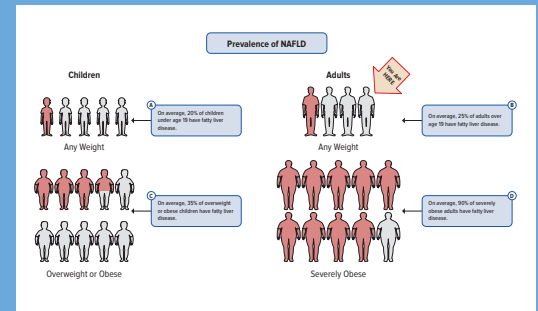 Prevalence of NAFLD
Children
Adults
You Are
HERE
A
On average, 20% of children
under age 19 have fatty liver
disease.
B
On average, 25% of adults over
age 19 have fatty liver disease.
Any Weight
Any Weight
C
On average, 35% of overweight
or obese children have fatty liver
disease.
D
On average, 90% of severely
obese adults have fatty liver
disease.
Overweight or Obese
Severely Obese